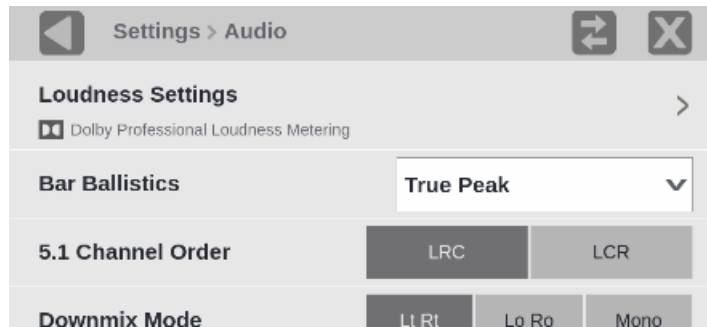 Settings > Audio
Loudness Settings
Dolby Professional Loudness Metering
Bar Ballistics
True Peak
5.1 Channel Order
LRC
LCR
Downmix Mode
Lt Rt
Lo Ro
Mono